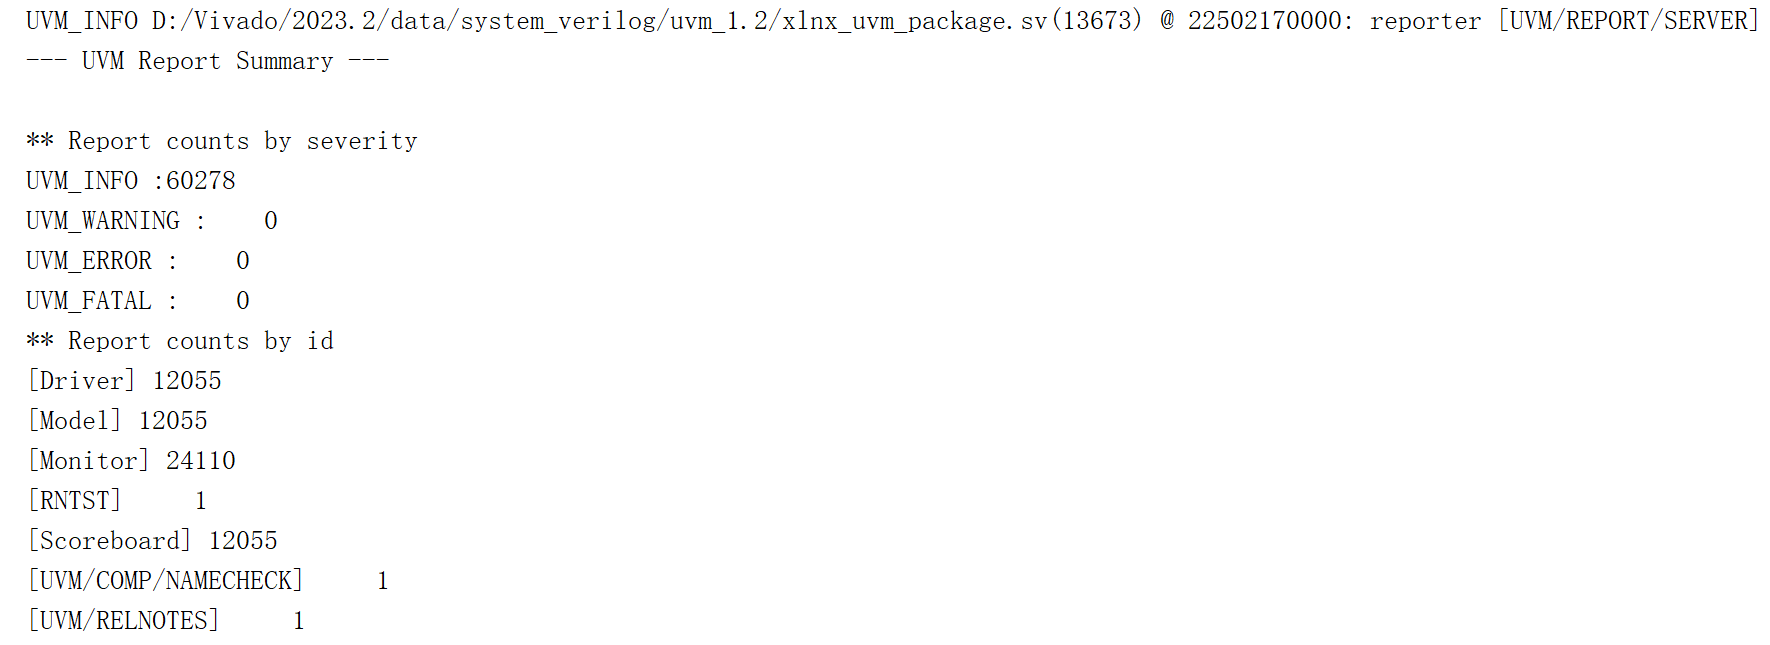 UVM_INFO D:/Vivado/2023.2/data/system_verilog/uvm_1.2/xlnx_uvm_package.sv(13673) @ 22502170000: reporter [UVM/REPORT/SERVER]
--- UVM Report Summary ---
** Report counts by severity
UVM_INFO :60278
UVM_WARNING :    0
UVM_ERROR :    0
UVM_FATAL :    0
** Report counts by id
[Driver] 12055
[Model] 12055
[Monitor] 24110
[RNTST]     1
[Scoreboard] 12055
[UVM/COMP/NAMECHECK]     1
[UVM/RELNOTES]     1